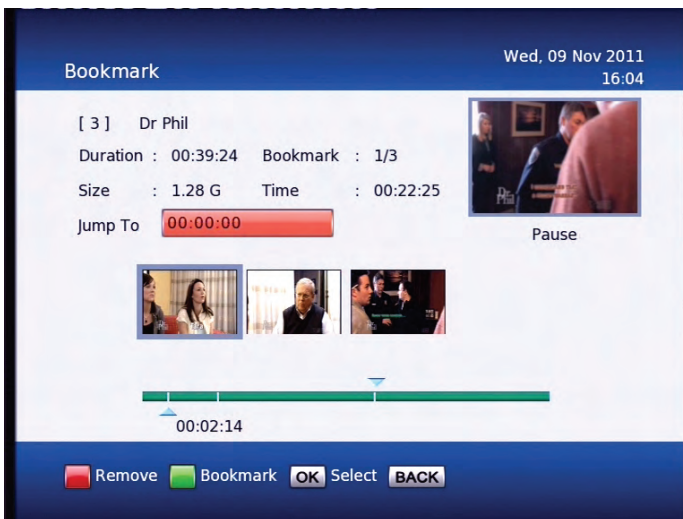 Wed, 09 Nov 2011
Bookmark
16:04
[ 3 ] Dr Phil
Duration : 00:39:24 Bookmark : 1/3
Size : 1.28 G Time : 00:22:25
Jump To 00:00:00
Dr.
Phil
Pause
00:02:14
Remove Bookmark OK Select BACK